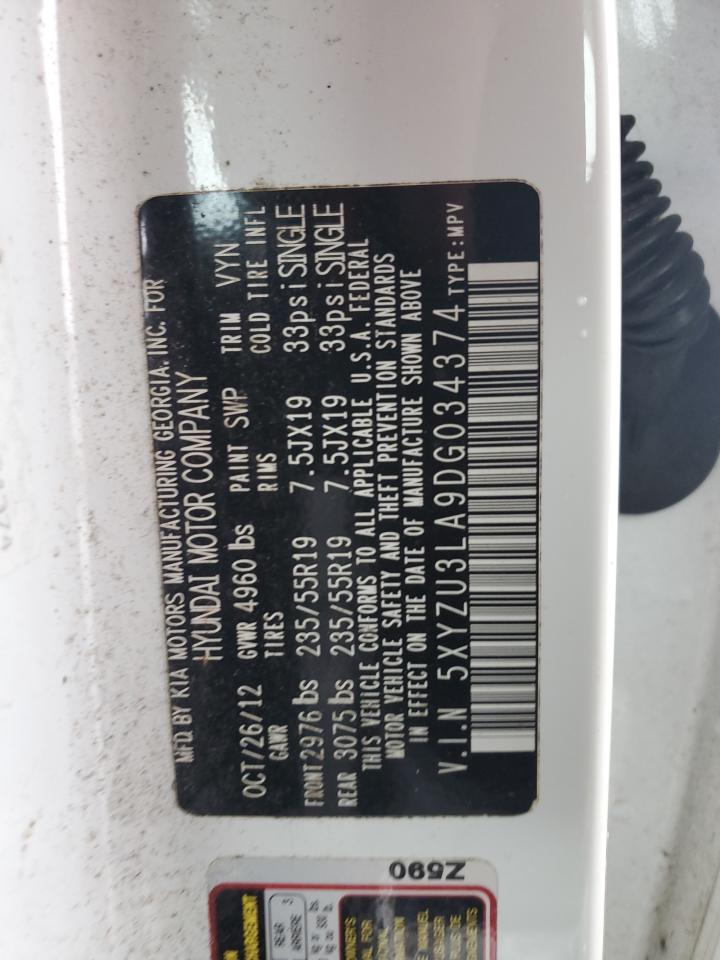 MFD. BY KIA MOTORS MANUFACTURING GEORGIA. INC. FOR
HYUNDAI MOTOR COMPANY
OCT/26/12 GVWR 4960 lbs PAINT SWP TRIM VYN
GAWR TIRES RIMS COLD TIRE INFL
FRONT 2976 lbs 235/55R19 7.5JX19 33psi SINGLE
REAR 3075 lbs 235/55R19 7.5JX19 33psi SINGLE
THIS VEHICLE CONFORMS TO ALL APPLICABLE U.S.A. FEDERAL
MOTOR VEHICLE SAFETY AND THEFT PREVENTION STANDARDS
IN EFFECT ON THE DATE OF MANUFACTURE SHOWN ABOVE
V.I.N 5XYZU3LA9DG034374 TYPE:MPV
Z590
REAR 3
ARRIÈRE